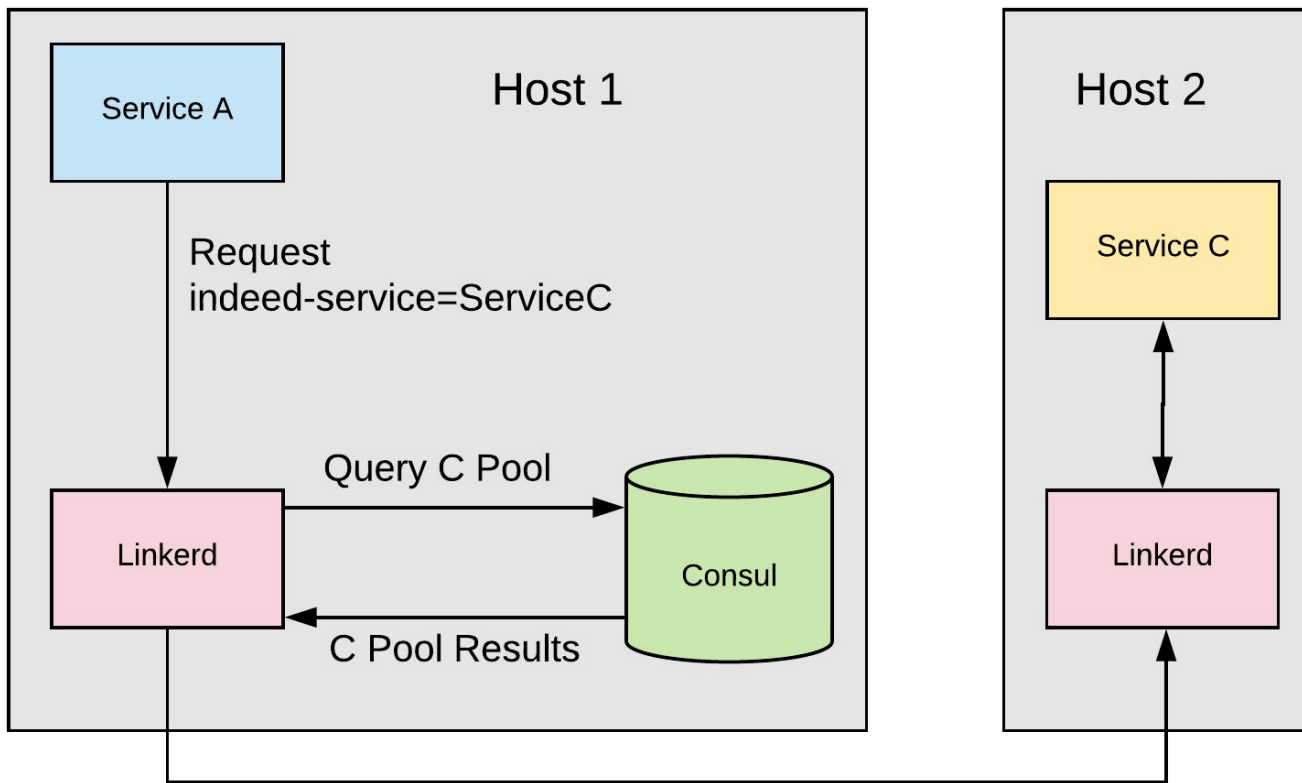 Host 1
Host 2
Service A
Request
indeed-service=ServiceC
Service C
Query C Pool
Linkerd
Consul
Linkerd
C Pool Results